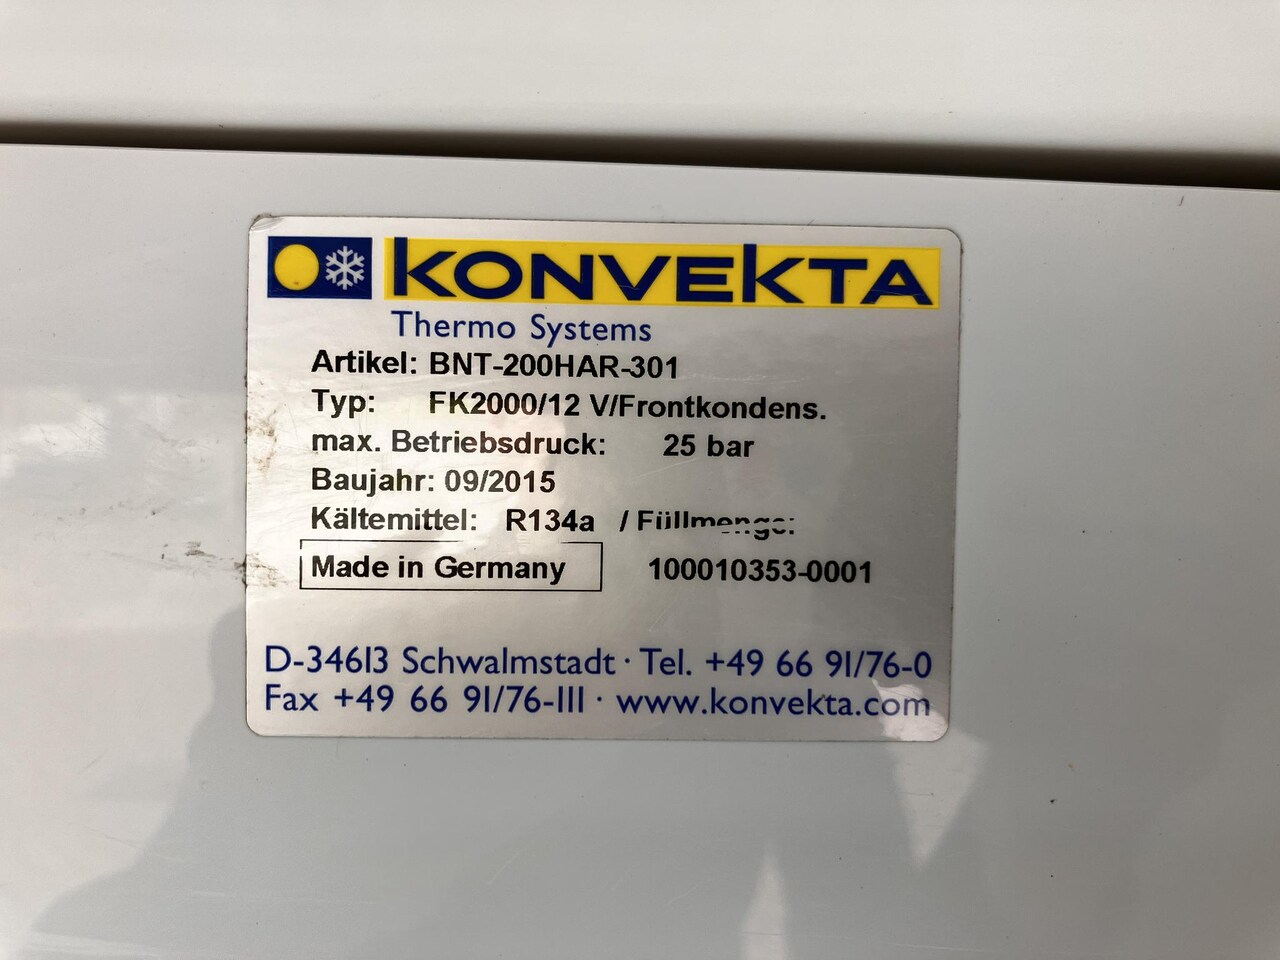 KONVEKTA
Thermo Systems
Artikel: BNT-200HAR-301
Typ: FK2000/12 V/Frontkondens.
max. Betriebsdruck: 25 bar
Baujahr: 09/2015
Kältemittel: R134a / Füllmenge:
Made in Germany 100010353-0001
D-34613 Schwalmstadt · Tel. +49 66 91/76-0
Fax +49 66 91/76-111 · www.konvekta.com